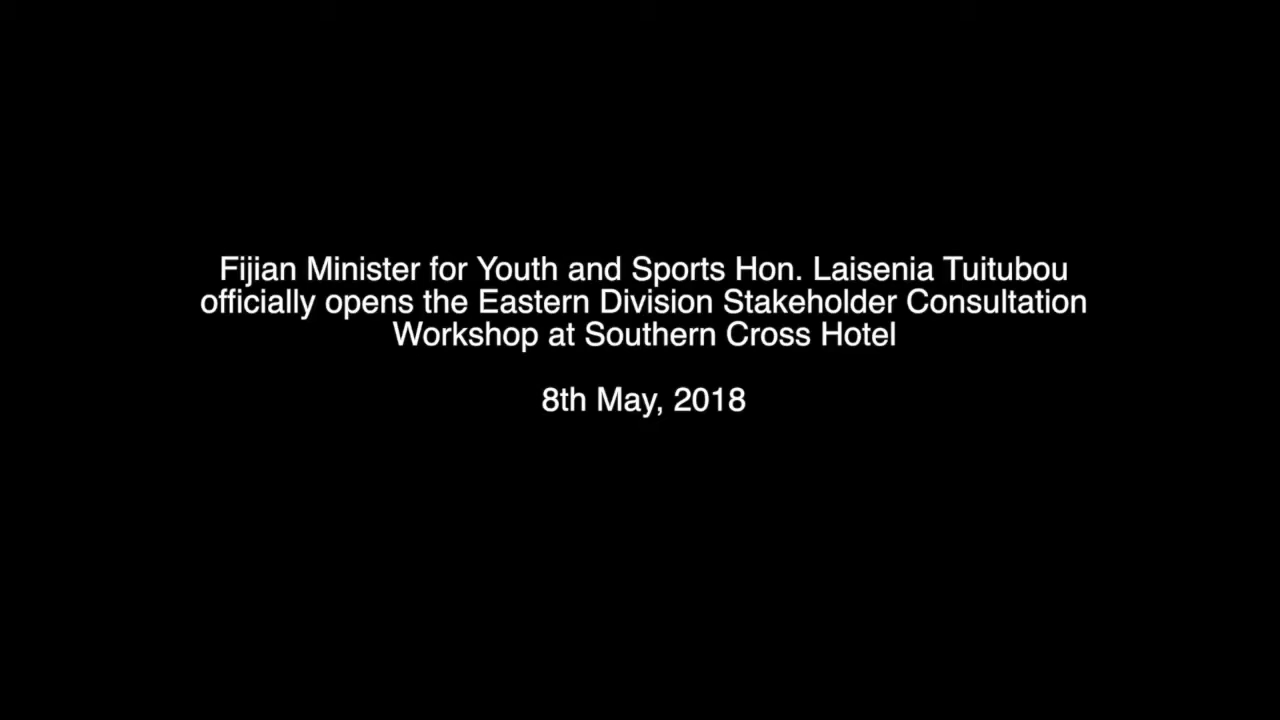 Fijian Minister for Youth and Sports Hon. Laisenia Tuitubou
officially opens the Eastern Division Stakeholder Consultation
Workshop at Southern Cross Hotel
8th May, 2018